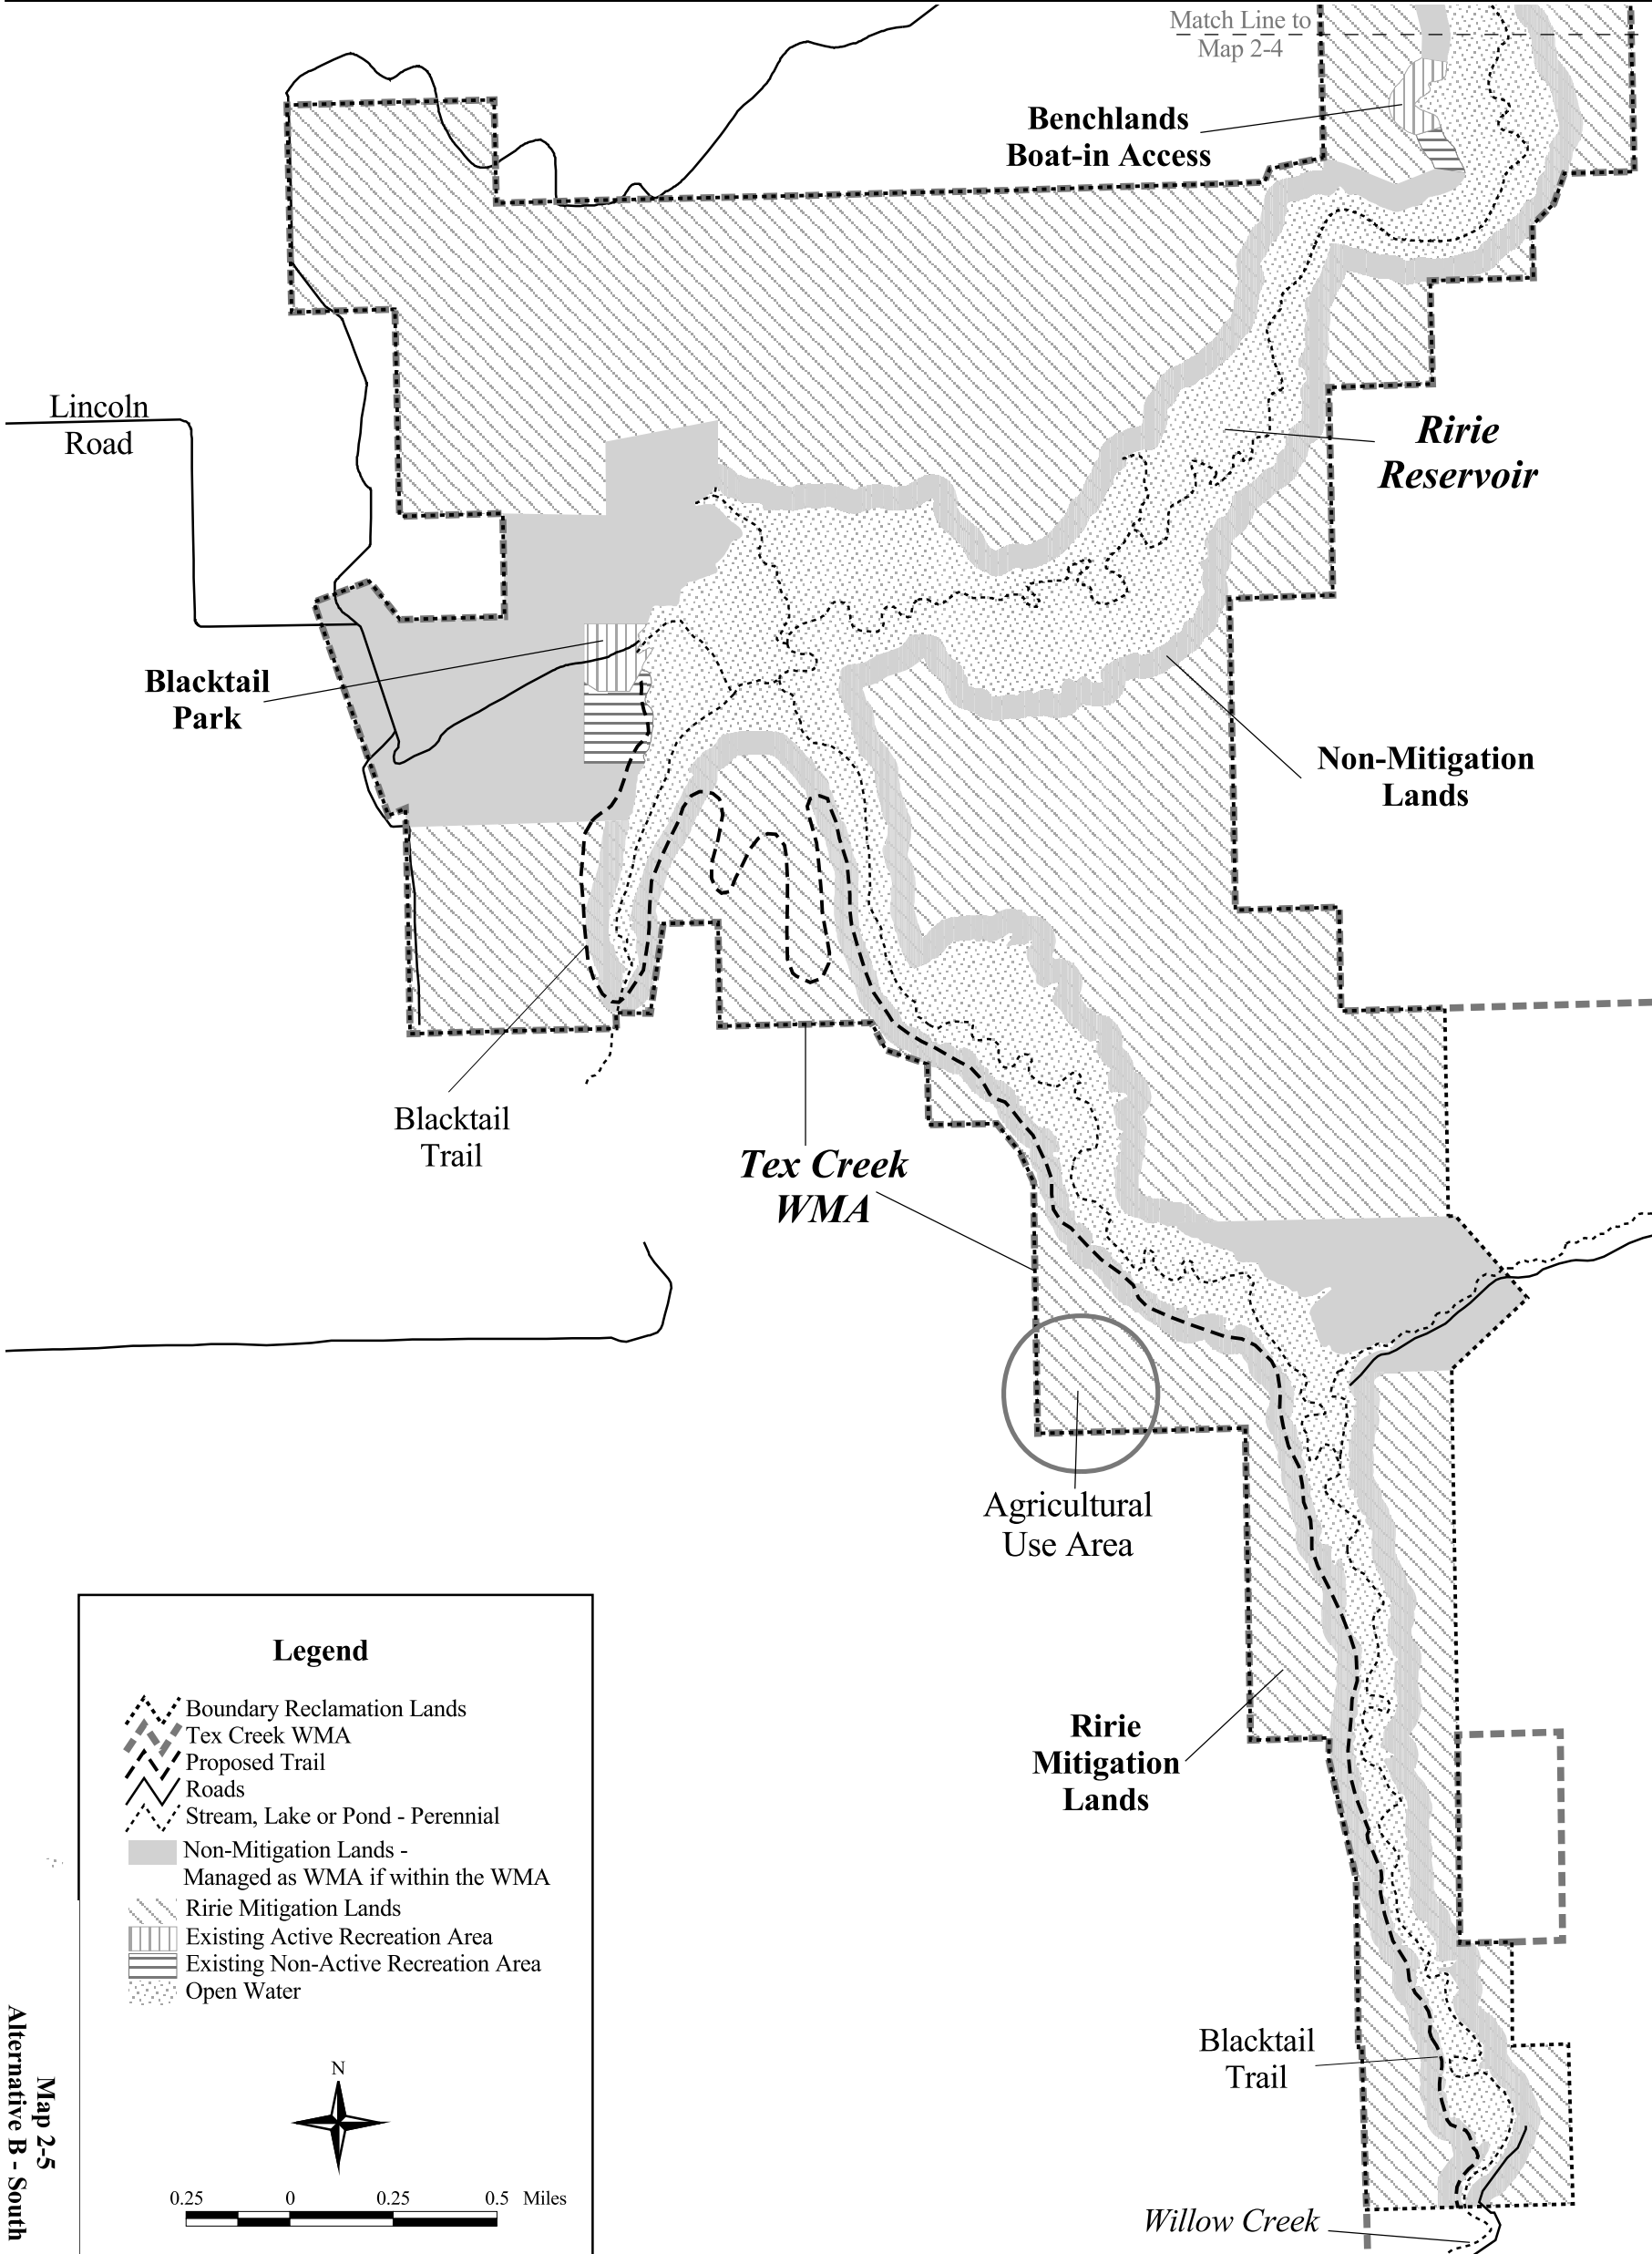 Match Line to
Map 2-4
Benchlands
Boat-in Access
Lincoln
Road
Ririe
Reservoir
Blacktail
Park
Non-Mitigation
Lands
Blacktail
Trail
Tex Creek
WMA
Agricultural
Use Area
Ririe
Mitigation
Lands
Blacktail
Trail
Willow Creek
Legend
Boundary Reclamation Lands
Tex Creek WMA
Proposed Trail
Roads
Stream, Lake or Pond - Perennial
Non-Mitigation Lands -
Managed as WMA if within the WMA
Ririe Mitigation Lands
Existing Active Recreation Area
Existing Non-Active Recreation Area
Open Water
N
0.25 0 0.25 0.5 Miles
Map 2-5
Alternative B - South